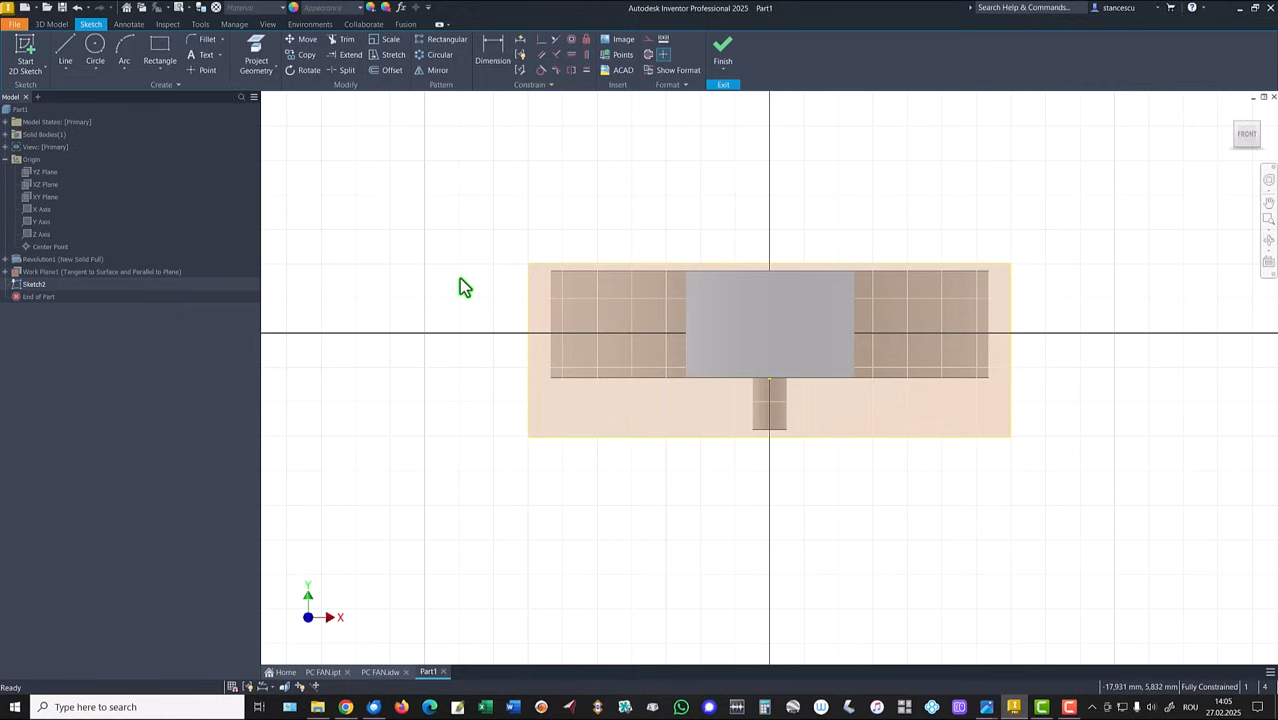 Material Appearance Autodesk Inventor Professional 2025 Part1 Search Help & Commands... stancescu
File 3D Model Sketch Annotate Inspect Tools Manage View Environments Collaborate Fusion
Start 2D Sketch Line Circle Arc Rectangle Fillet Text Point Project Geometry Move Copy Rotate Trim Extend Split Scale Stretch Offset Rectangular Circular Mirror Dimension Image Points ACAD Show Format Finish
Sketch Create Modify Pattern Constrain Insert Format Exit
Model
Part1
Model States: [Primary]
Solid Bodies(1)
View: [Primary]
Origin
YZ Plane
XZ Plane
XY Plane
X Axis
Y Axis
Z Axis
Center Point
Revolution1 (New Solid Full)
Work Plane1 (Tangent to Surface and Parallel to Plane)
Sketch2
End of Part
FRONT
Y
X
Home PC FAN.ipt PC FAN.idw Part1
Ready -17,931 mm, 5,832 mm Fully Constrained 1 4
Type here to search ROU 14:05 27.02.2025